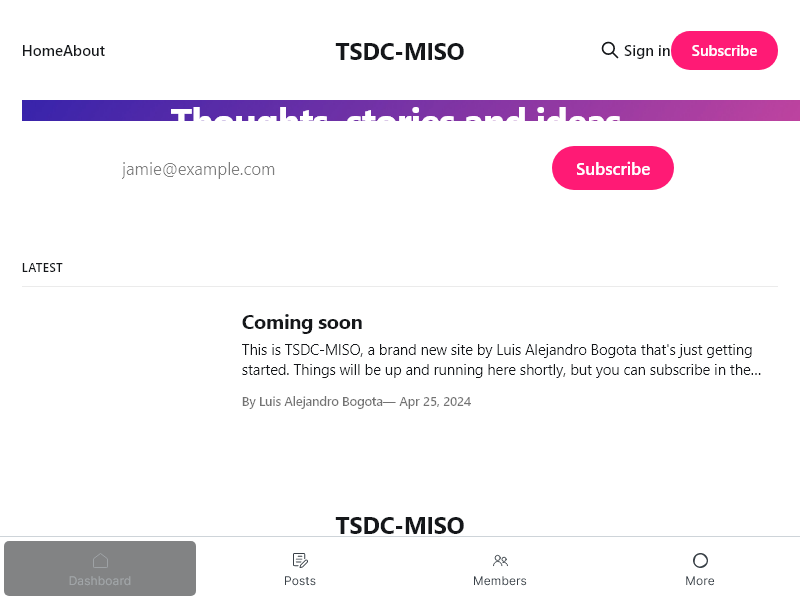 HomeAbout
TSDC-MISO
Sign in
Subscribe
Thoughts, stories and ideas.
jamie@example.com
Subscribe
LATEST
Coming soon
This is TSDC-MISO, a brand new site by Luis Alejandro Bogota that's just getting
started. Things will be up and running here shortly, but you can subscribe in the…
By Luis Alejandro Bogota— Apr 25, 2024
TSDC-MISO
Dashboard
Posts
Members
More